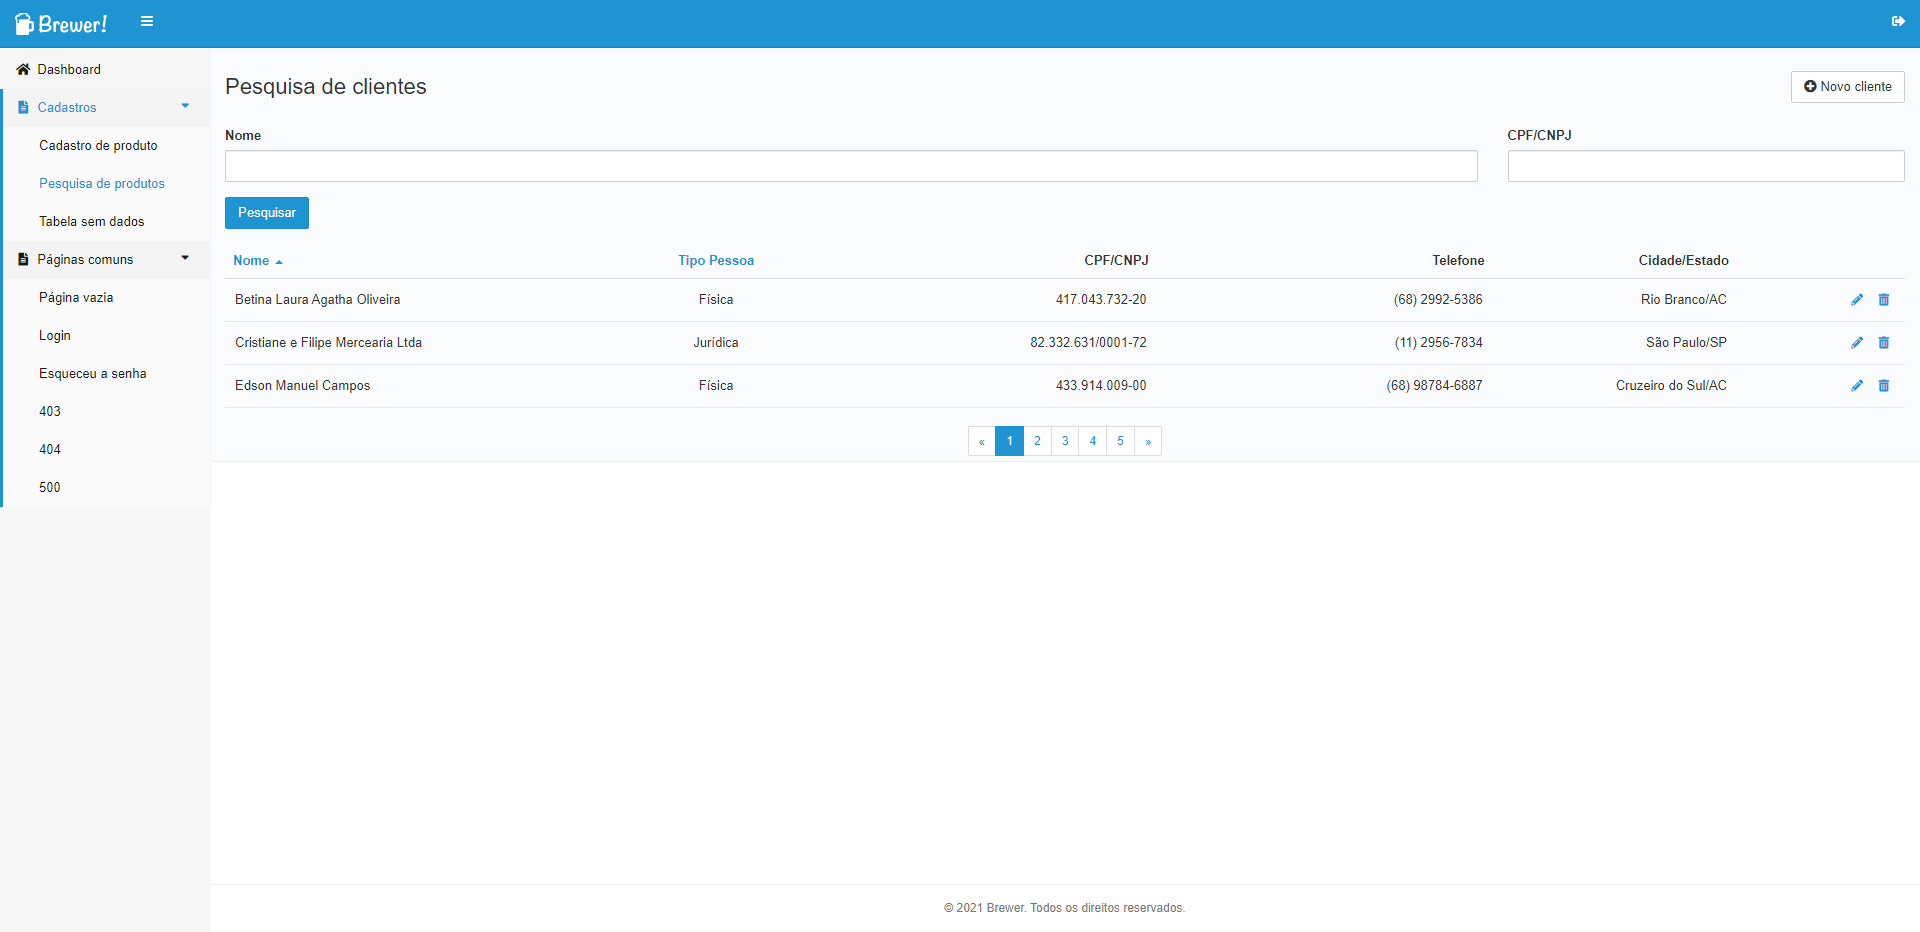 Brewer!
Dashboard
Cadastros
Cadastro de produto
Pesquisa de produtos
Tabela sem dados
Páginas comuns
Página vazia
Login
Esqueceu a senha
403
404
500
Pesquisa de clientes
Novo cliente
Nome
CPF/CNPJ
Pesquisar
Nome Tipo Pessoa CPF/CNPJ Telefone Cidade/Estado
Betina Laura Agatha Oliveira Física 417.043.732-20 (68) 2992-5386 Rio Branco/AC
Cristiane e Filipe Mercearia Ltda Jurídica 82.332.631/0001-72 (11) 2956-7834 São Paulo/SP
Edson Manuel Campos Física 433.914.009-00 (68) 98784-6887 Cruzeiro do Sul/AC
« 1 2 3 4 5 »
© 2021 Brewer. Todos os direitos reservados.